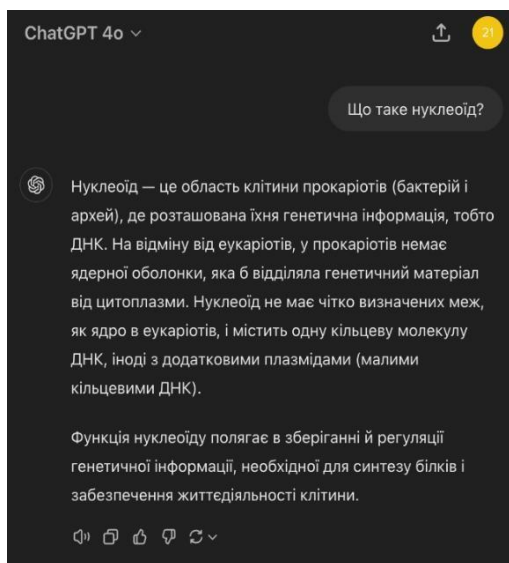 ChatGPT 4o
21
Що таке нуклеоїд?
Нуклеоїд — це область клітини прокаріотів (бактерій і
архей), де розташована їхня генетична інформація, тобто
ДНК. На відміну від еукаріотів, у прокаріотів немає
ядерної оболонки, яка б відділяла генетичний матеріал
від цитоплазми. Нуклеоїд не має чітко визначених меж,
як ядро в еукаріотів, і містить одну кільцеву молекулу
ДНК, іноді з додатковими плазмідами (малими
кільцевими ДНК).
Функція нуклеоїду полягає в зберіганні й регуляції
генетичної інформації, необхідної для синтезу білків і
забезпечення життєдіяльності клітини.